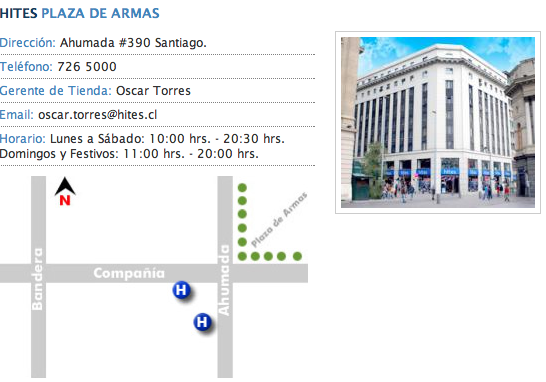 HITES PLAZA DE ARMAS
Dirección: Ahumada #390 Santiago.
Teléfono: 726 5000
Gerente de Tienda: Oscar Torres
Email: oscar.torres@hites.cl
Horario: Lunes a Sábado: 10:00 hrs. - 20:30 hrs.
Domingos y Festivos: 11:00 hrs. - 20:00 hrs.
hites
N
Plaza de Armas
Bandera
Compañía
Ahumada
H
H